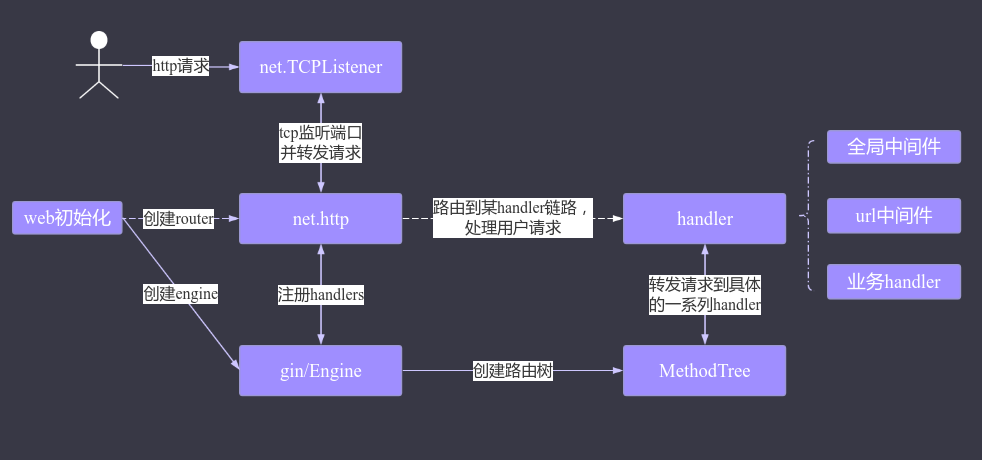 http请求
net.TCPListener
tcp监听端口
并转发请求
全局中间件
web初始化
创建router
net.http
路由到某handler链路，
处理用户请求
handler
url中间件
创建engine
注册handlers
转发请求到具体
的一系列handler
业务handler
gin/Engine
创建路由树
MethodTree